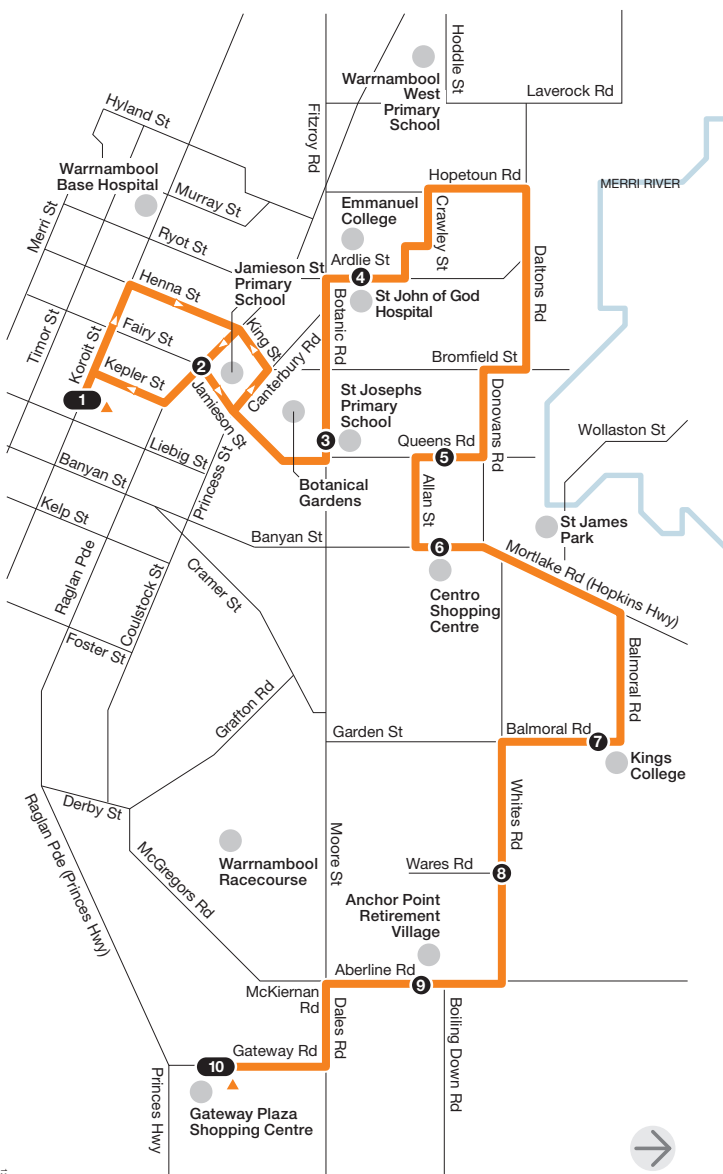 Hoddle St
Warrnambool
West
Primary
School
Laverock Rd
Hyland St
Fitzroy Rd
Warrnambool
Base Hospital
Murray St
Hopetoun Rd
MERRI RIVER
Merri St
Ryot St
Emmanuel
College
Crawley St
Ardlie St
Daltons Rd
Jamieson St
Primary
School
Henna St
4
St John of God
Hospital
Timor St
Koroit St
Fairy St
King St
Canterbury Rd
Botanic Rd
Kepler St
2
Bromfield St
1
Jamieson St
St Josephs
Primary
School
Donovans Rd
Wollaston St
Liebig St
3
Queens Rd
5
Banyan St
Princess St
Botanical
Gardens
Allan St
Kelp St
St James
Park
Banyan St
6
Mortlake Rd (Hopkins Hwy)
Raglan Pde
Coulstock St
Cramer St
Centro
Shopping
Centre
Foster St
Balmoral Rd
Grafton Rd
Garden St
Balmoral Rd
7
Kings
College
Derby St
Whites Rd
Raglan Pde (Princes Hwy)
McGregors Rd
Warrnambool
Racecourse
Moore St
Wares Rd
8
Anchor Point
Retirement
Village
Aberline Rd
9
McKiernan
Rd
Dales Rd
Boiling Down Rd
Gateway Rd
10
Princes Hwy
Gateway Plaza
Shopping Centre